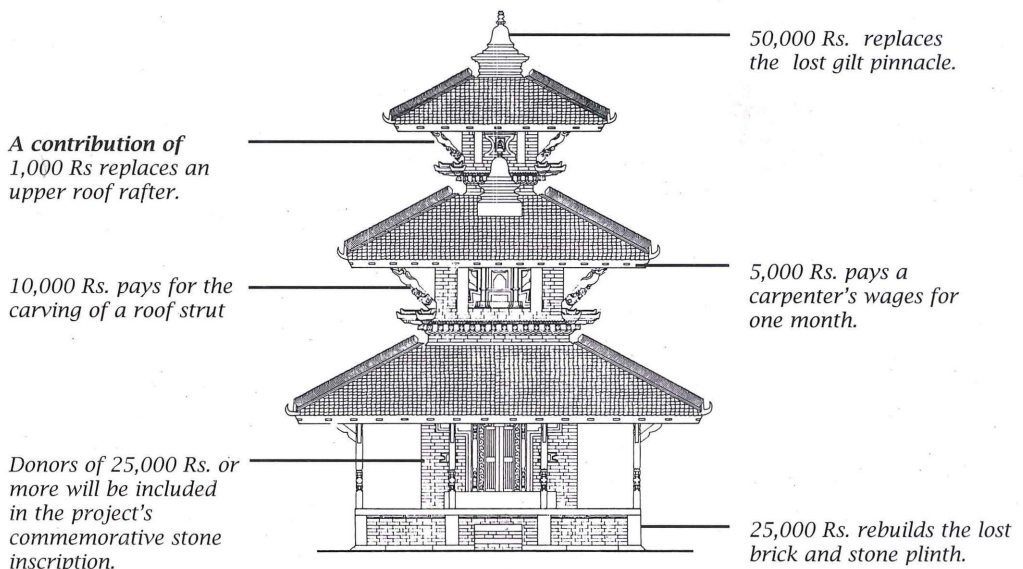 50,000 Rs. replaces
the lost gilt pinnacle.
A contribution of
1,000 Rs replaces an
upper roof rafter.
10,000 Rs. pays for the
carving of a roof strut
5,000 Rs. pays a
carpenter's wages for
one month.
Donors of 25,000 Rs. or
more will be included
in the project's
commemorative stone
inscription.
25,000 Rs. rebuilds the lost
brick and stone plinth.